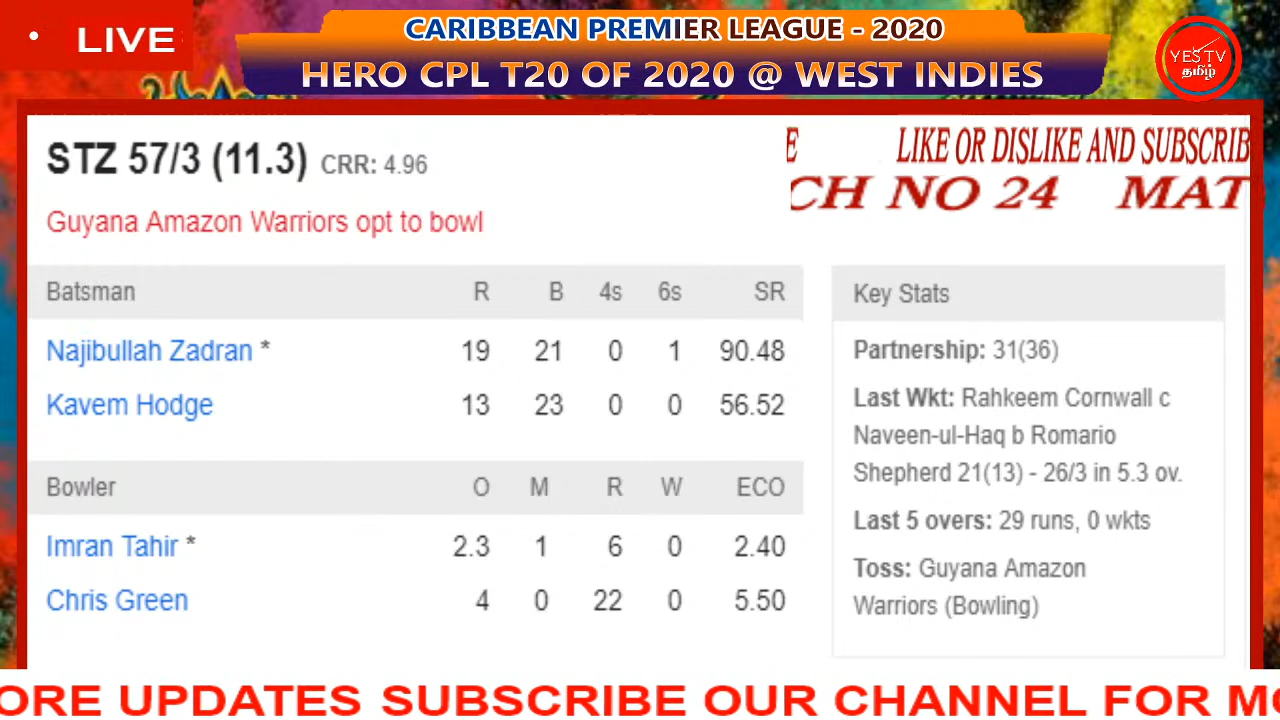 LIVE
CARIBBEAN PREMIER LEAGUE - 2020
HERO CPL T20 OF 2020 @ WEST INDIES
YES TV
தமிழ்
STZ 57/3 (11.3) CRR: 4.96
E LIKE OR DISLIKE AND SUBSCRIB
CH NO 24 MAT
Guyana Amazon Warriors opt to bowl
Batsman R B 4s 6s SR
Najibullah Zadran * 19 21 0 1 90.48
Kavem Hodge 13 23 0 0 56.52
Bowler O M R W ECO
Imran Tahir * 2.3 1 6 0 2.40
Chris Green 4 0 22 0 5.50
Key Stats
Partnership: 31(36)
Last Wkt: Rahkeem Cornwall c
Naveen-ul-Haq b Romario
Shepherd 21(13) - 26/3 in 5.3 ov.
Last 5 overs: 29 runs, 0 wkts
Toss: Guyana Amazon
Warriors (Bowling)
ORE UPDATES SUBSCRIBE OUR CHANNEL FOR MO